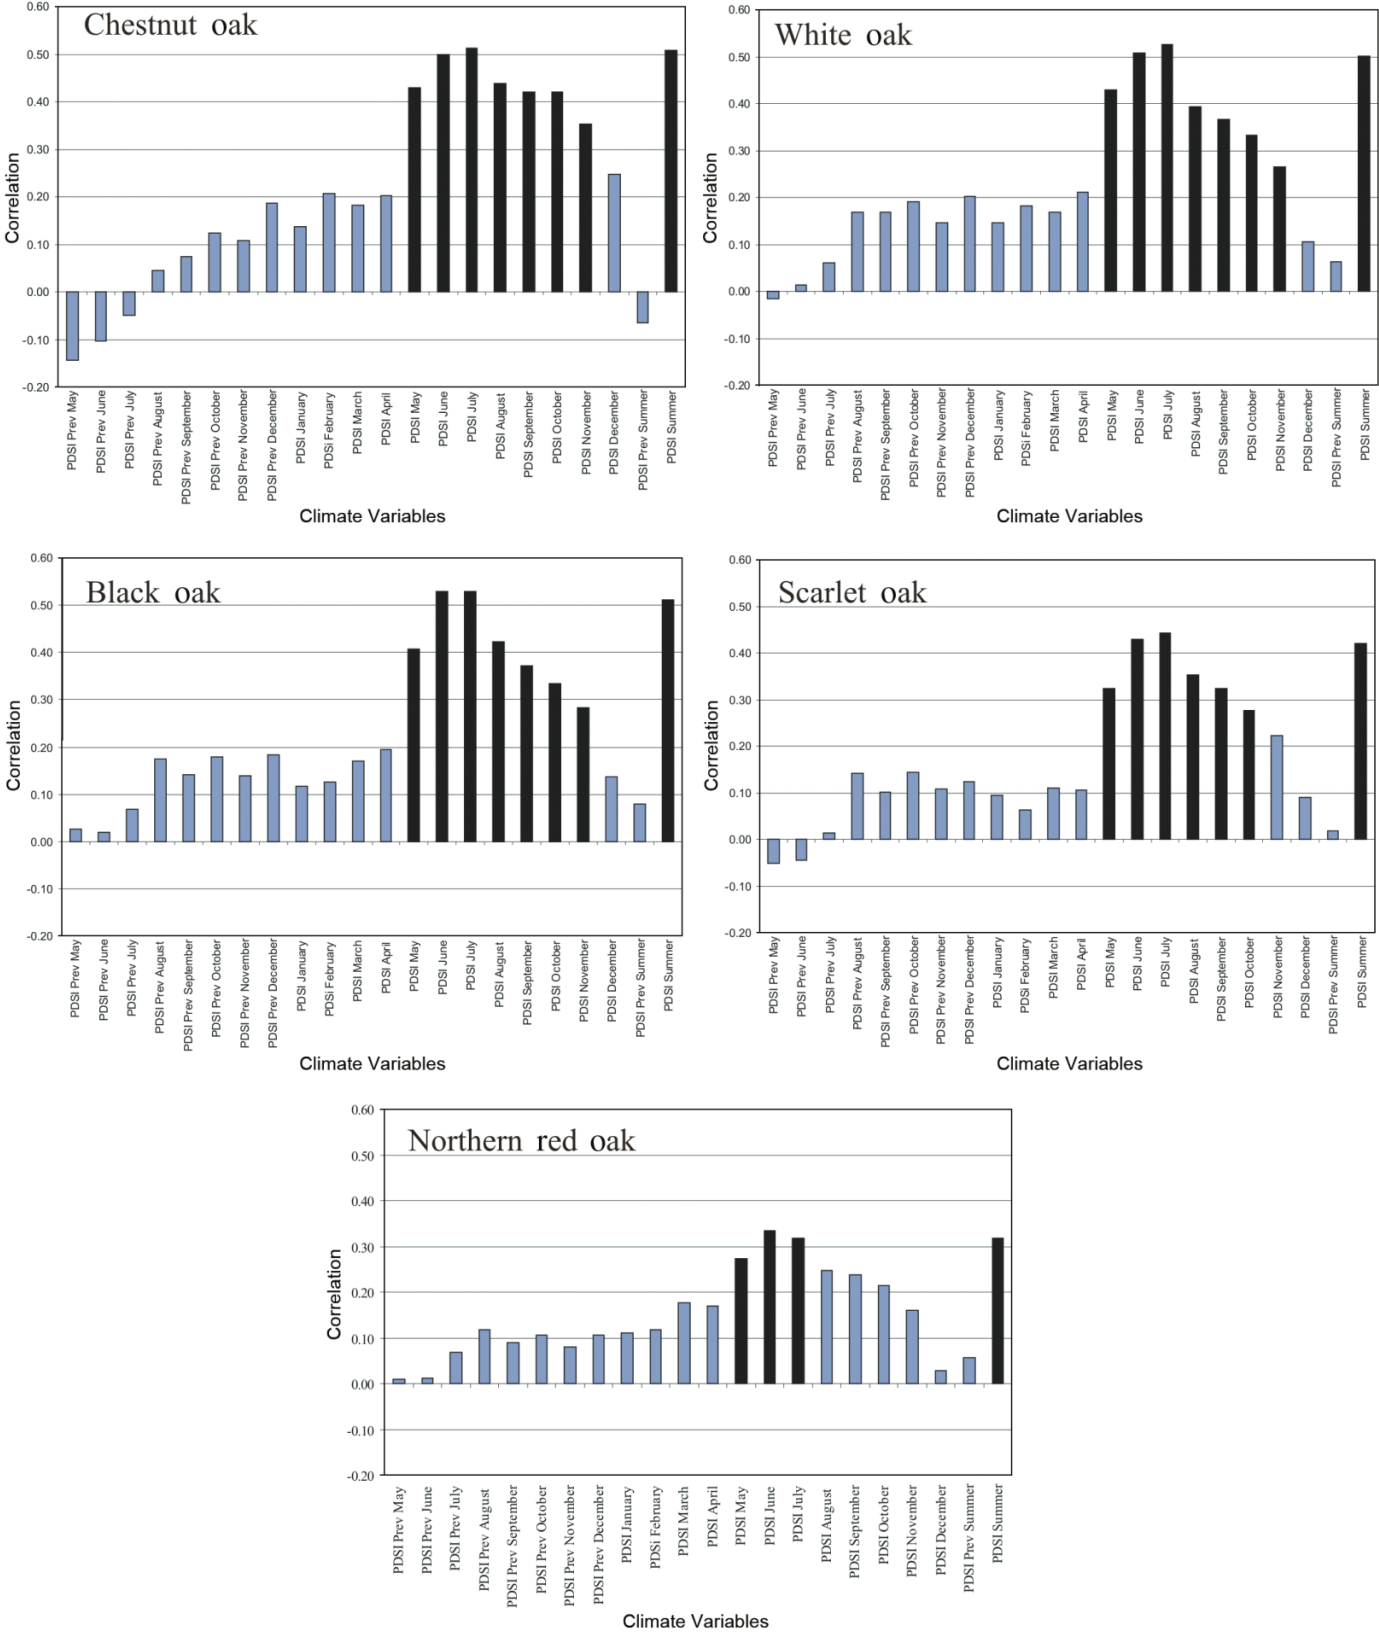 Chestnut oak
Correlation
0.60
0.50
0.40
0.30
0.20
0.10
0.00
-0.10
-0.20
PDSI Prev May
PDSI Prev June
PDSI Prev July
PDSI Prev August
PDSI Prev September
PDSI Prev October
PDSI Prev November
PDSI Prev December
PDSI January
PDSI February
PDSI March
PDSI April
PDSI May
PDSI June
PDSI July
PDSI August
PDSI September
PDSI October
PDSI November
PDSI December
PDSI Prev Summer
PDSI Summer
Climate Variables
White oak
Correlation
0.60
0.50
0.40
0.30
0.20
0.10
0.00
-0.10
-0.20
PDSI Prev May
PDSI Prev June
PDSI Prev July
PDSI Prev August
PDSI Prev September
PDSI Prev October
PDSI Prev November
PDSI Prev December
PDSI January
PDSi February
PDSI March
PDSI April
PDSI May
PDSI June
PDSI July
PDSI August
PDSI September
PDSI October
PDSI November
PDSI December
PDSI Prev Summer
PDSI Summer
Climate Variables
Black oak
Correlation
0.60
0.50
0.40
0.30
0.20
0.10
0.00
-0.10
-0.20
PDSI Prev May
PDSI Prev June
PDSI Prev July
PDSI Prev August
PDSI Prev September
PDSI Prev October
PDSI Prev November
PDSI Prev December
PDSI January
PDSi February
PDSI March
PDSI April
PDSI May
PDSI June
PDSI July
PDSI August
PDSI September
PDSI October
PDSI November
PDSI December
PDSI Prev Summer
PDSI Summer
Climate Variables
Scarlet oak
Correlation
0.60
0.50
0.40
0.30
0.20
0.10
0.00
-0.10
-0.20
PDSI Prev May
PDSI Prev June
PDSI Prev July
PDSI Prev August
PDSI Prev September
PDSI Prev October
PDSI Prev November
PDSI Prev December
PDSI January
PDSi February
PDSI March
PDSI April
PDSI May
PDSI June
PDSI July
PDSI August
PDSI September
PDSI October
PDSI November
PDSI December
PDSI Prev Summer
PDSI Summer
Climate Variables
Northern red oak
Correlation
0.60
0.50
0.40
0.30
0.20
0.10
0.00
-0.10
-0.20
PDSI Prev May
PDSI Prev June
PDSI Prev July
PDSI Prev August
PDSI Prev September
PDSI Prev October
PDSI Prev November
PDSI Prev December
PDSI January
PDSi February
PDSI March
PDSI April
PDSI May
PDSI June
PDSI July
PDSI August
PDSI September
PDSI October
PDSI November
PDSI December
PDSI Prev Summer
PDSI Summer
Climate Variables